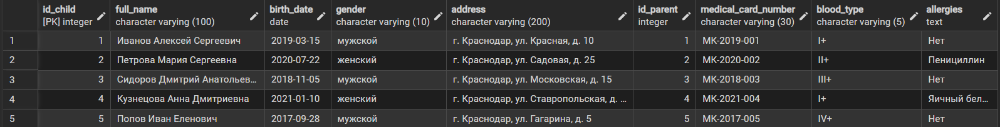 id_child full_name birth_date gender address id_parent medical_card_number blood_type allergies
[PK] integer character varying (100) date character varying (10) character varying (200) integer character varying (30) character varying (5) text
1 1 Иванов Алексей Сергеевич 2019-03-15 мужской г. Краснодар, ул. Красная, д. 10 1 МК-2019-001 I+ Нет
2 2 Петрова Мария Сергеевна 2020-07-22 женский г. Краснодар, ул. Садовая, д. 25 2 МК-2020-002 II+ Пенициллин
3 3 Сидоров Дмитрий Анатольев... 2018-11-05 мужской г. Краснодар, ул. Московская, д. 15 3 МК-2018-003 III+ Нет
4 4 Кузнецова Анна Дмитриевна 2021-01-10 женский г. Краснодар, ул. Ставропольская, д. ... 4 МК-2021-004 I+ Яичный бел...
5 5 Попов Иван Еленович 2017-09-28 мужской г. Краснодар, ул. Гагарина, д. 5 5 МК-2017-005 IV+ Нет